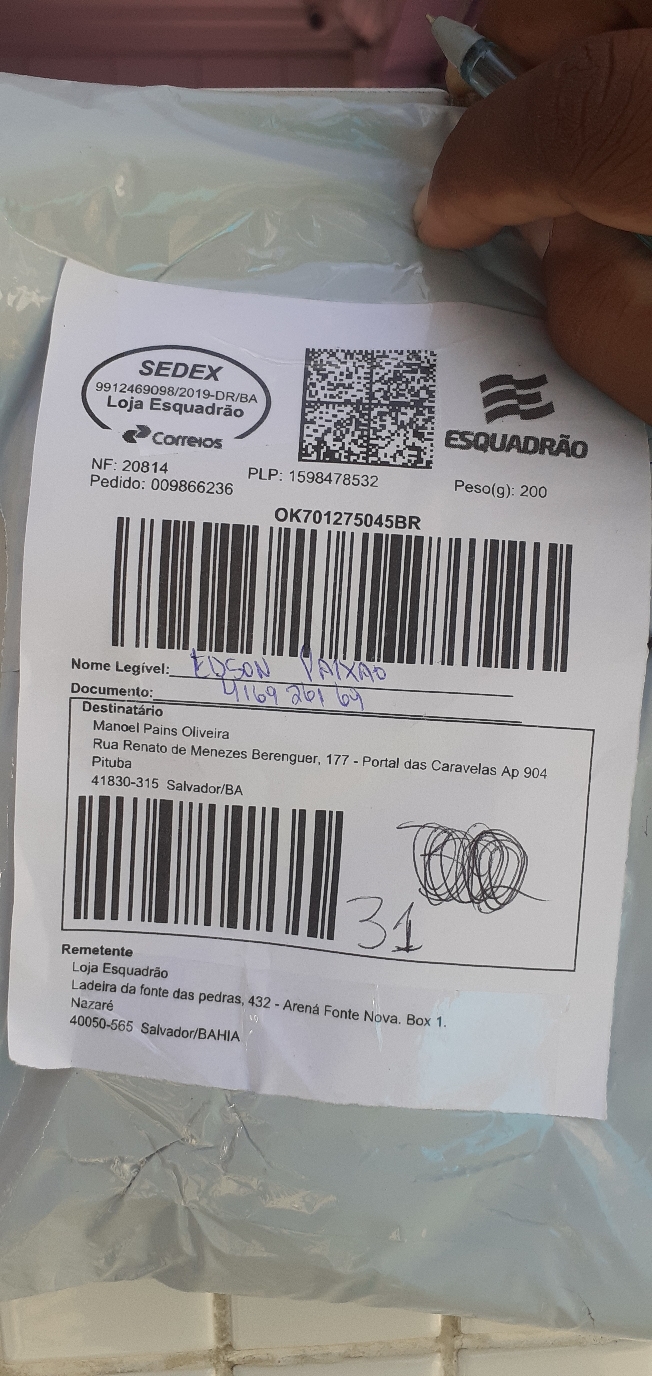 SEDEX
9912469098/2019-DR/BA
Loja Esquadrão
Correios
ESQUADRÃO
NF: 20814
PLP: 1598478532
Peso(g): 200
Pedido: 009866236
OK701275045BR
Nome Legível: EDSON PAIXAO
Documento: 4169 261 69
Destinatário
Manoel Pains Oliveira
Rua Renato de Menezes Berenguer, 177 - Portal das Caravelas Ap 904
Pituba
41830-315 Salvador/BA
31
Remetente
Loja Esquadrão
Ladeira da fonte das pedras, 432 - Arená Fonte Nova. Box 1.
Nazaré
40050-565 Salvador/BAHIA